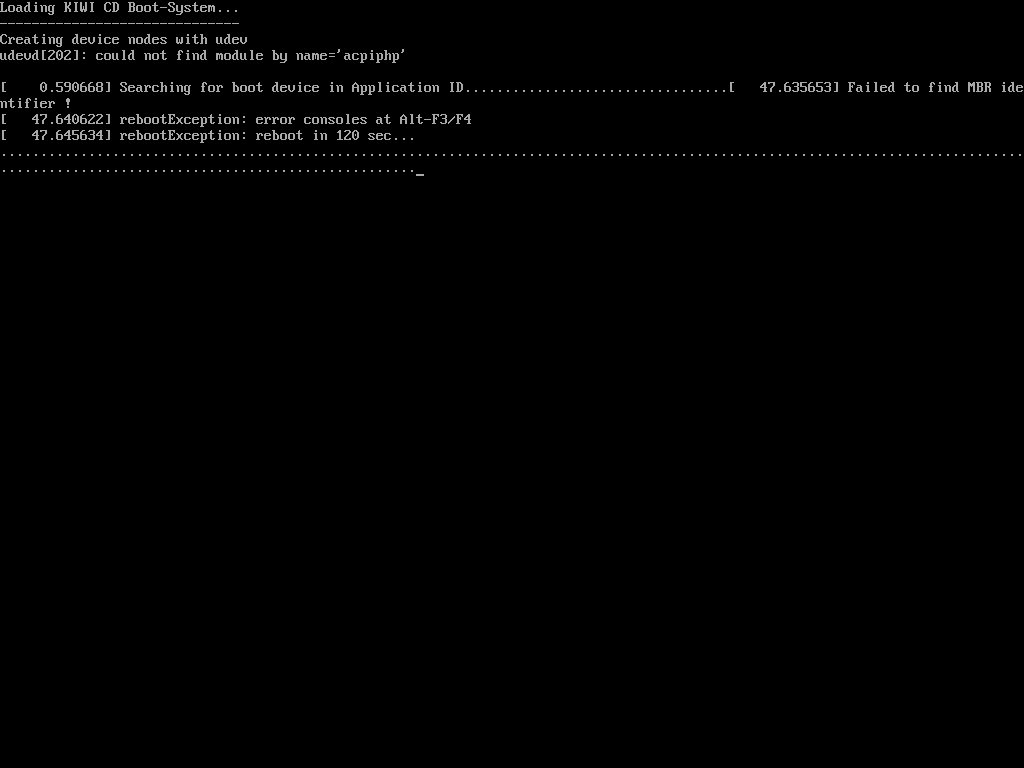 Loading KIWI CD Boot-System...
------------------------------
Creating device nodes with udev
udevd[202]: could not find module by name='acpiphp'
[    0.590668] Searching for boot device in Application ID.................................[   47.635653] Failed to find MBR ide
ntifier !
[   47.640622] rebootException: error consoles at Alt-F3/F4
[   47.645634] rebootException: reboot in 120 sec...
................................................................................................................................
...................................................._